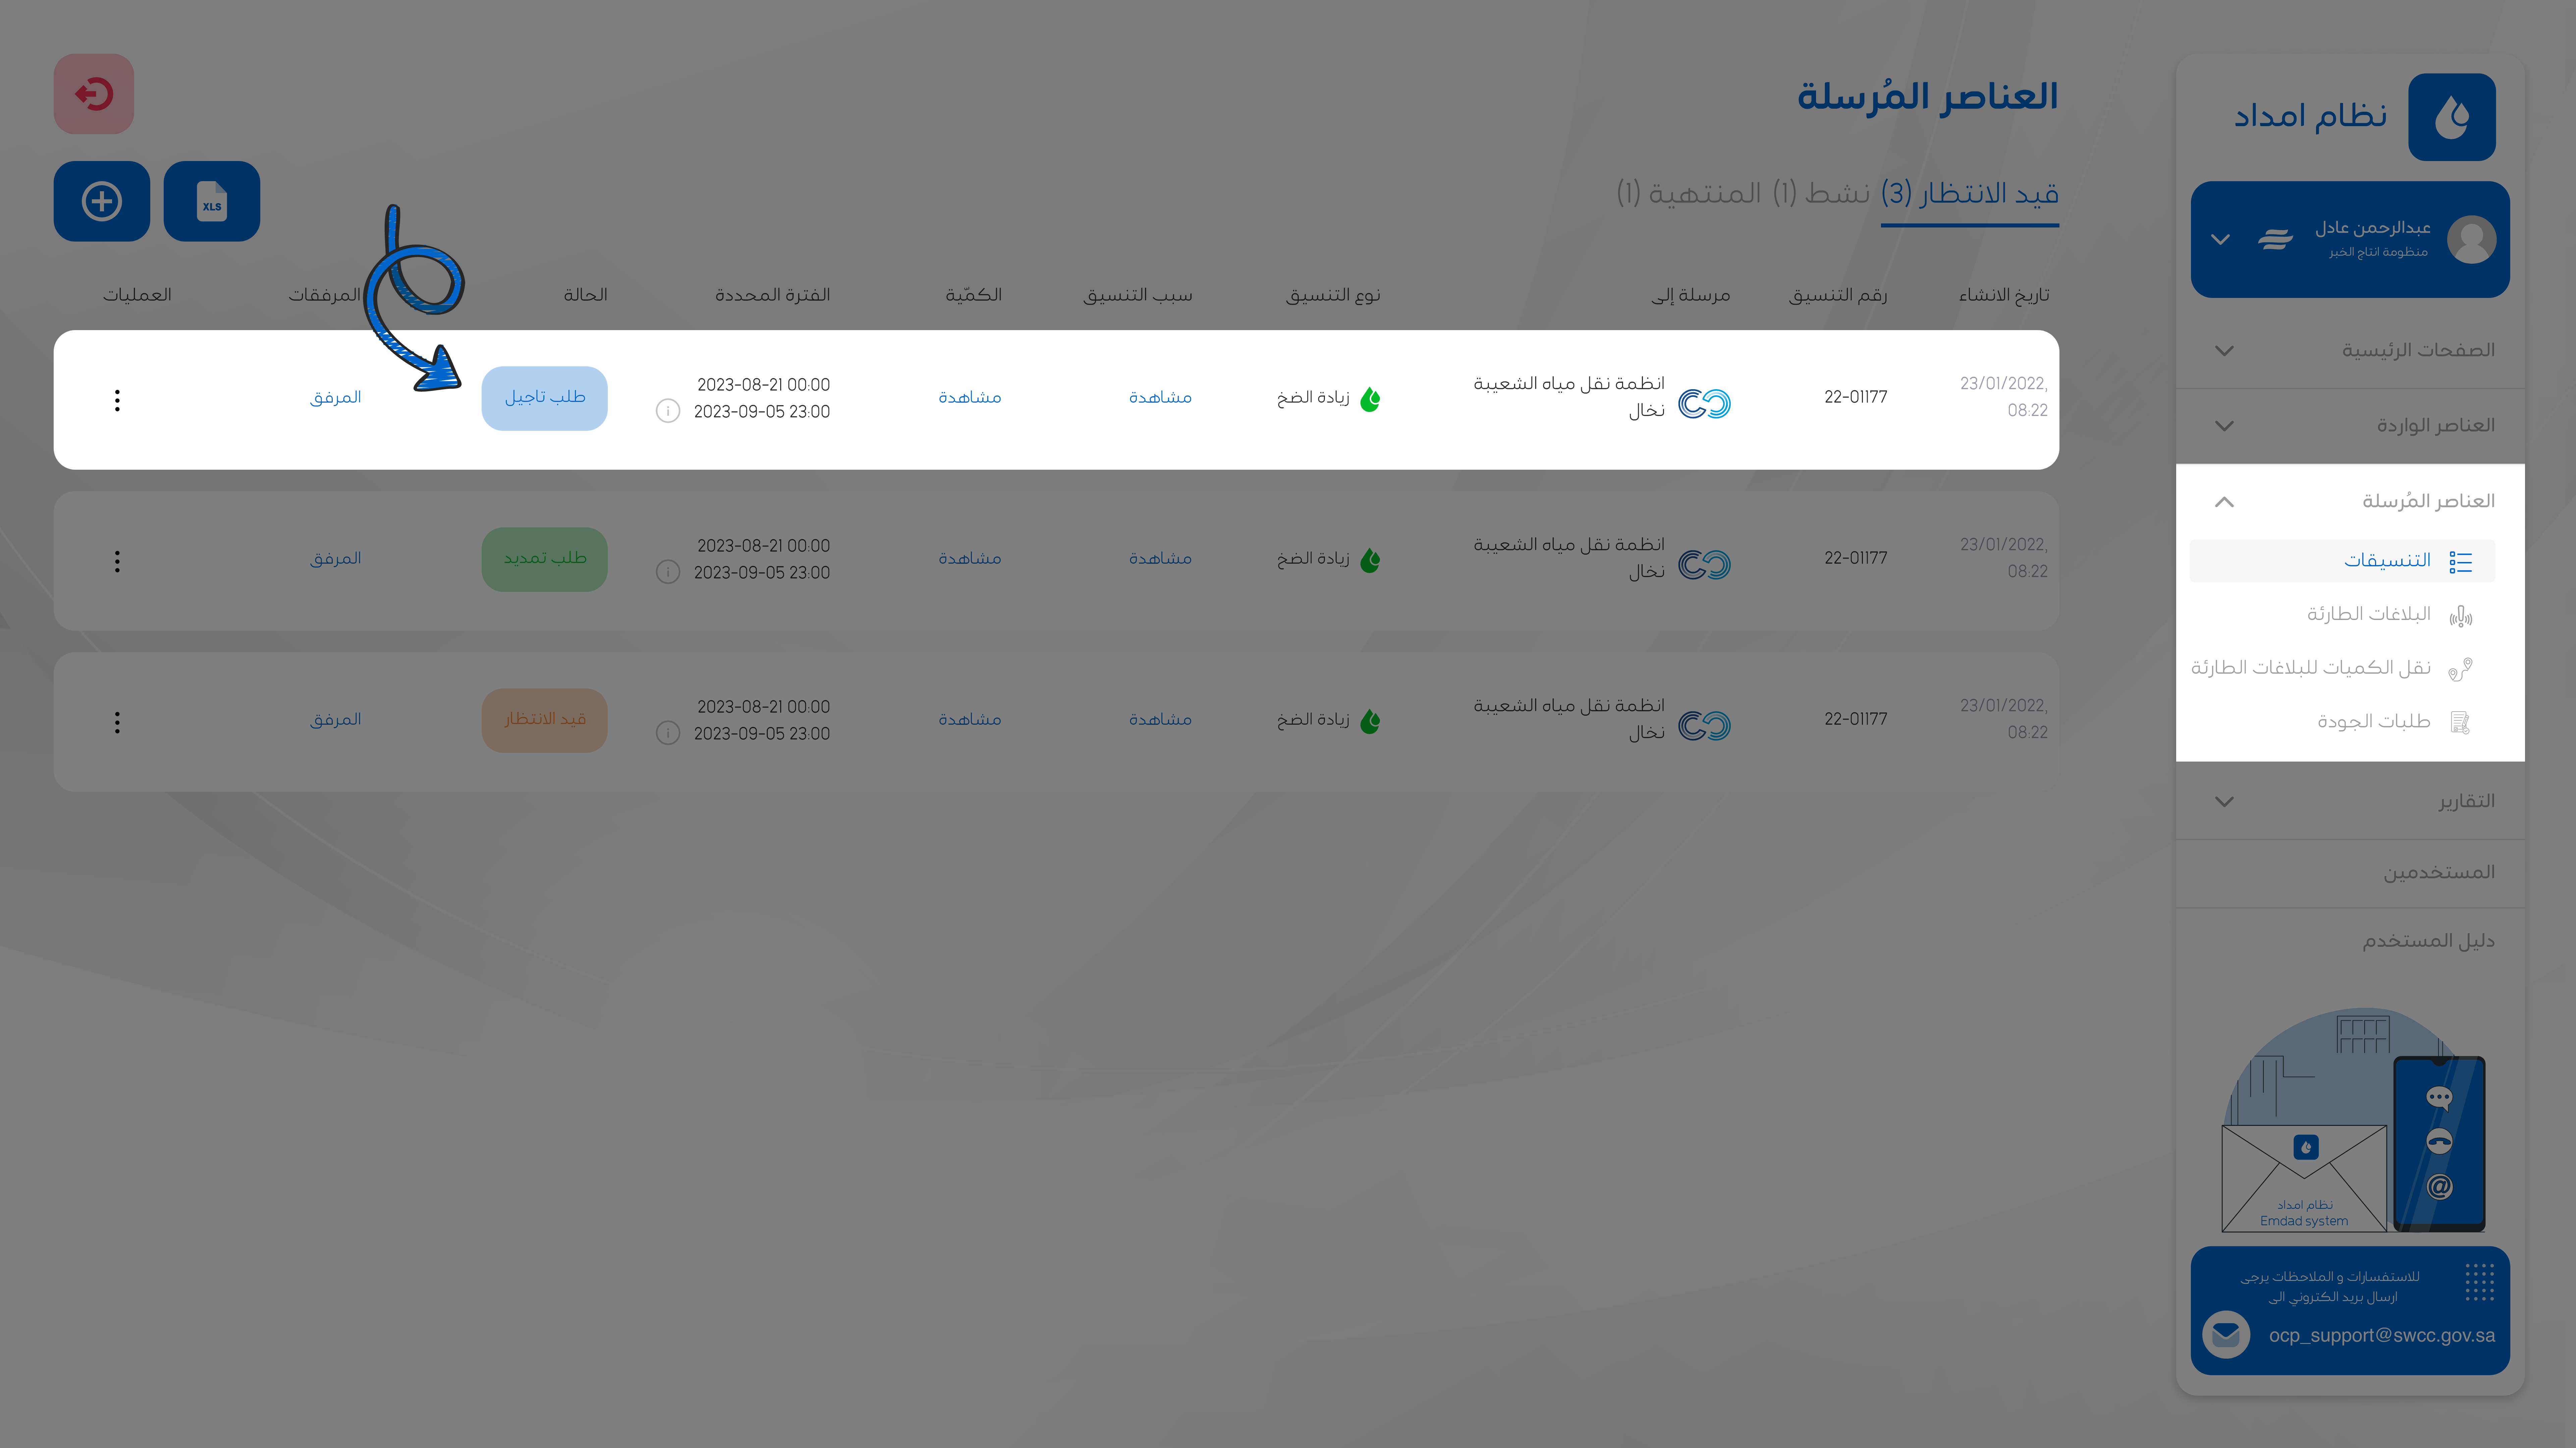 نظام امداد
عبدالرحمن عادل
منظومة انتاج الخبر
الصفحات الرئيسية
العناصر الواردة
العناصر المُرسلة
التنسيقات
البلاغات الطارئة
نقل الكميات للبلاغات الطارئة
طلبات الجودة
التقارير
المستخدمين
دليل المستخدم
نظام امداد
Emdad system
للاستفسارات و الملاحظات يرجى
ارسال بريد الكتروني الى
ocp_support@swcc.gov.sa
العناصر المُرسلة
قيد الانتظار (3) نشط (1) المنتهية (1)
XLS
تاريخ الانشاء رقم التنسيق مرسلة إلى نوع التنسيق سبب التنسيق الكمّية الفترة المحددة الحالة المرفقات العمليات
23/01/2022, 08:22 22-01177 انظمة نقل مياه الشعيبة نخال زيادة الضخ مشاهدة مشاهدة 2023-08-21 00:00 2023-09-05 23:00 طلب تاجيل المرفق
23/01/2022, 08:22 22-01177 انظمة نقل مياه الشعيبة نخال زيادة الضخ مشاهدة مشاهدة 2023-08-21 00:00 2023-09-05 23:00 طلب تمديد المرفق
23/01/2022, 08:22 22-01177 انظمة نقل مياه الشعيبة نخال زيادة الضخ مشاهدة مشاهدة 2023-08-21 00:00 2023-09-05 23:00 قيد الانتظار المرفق